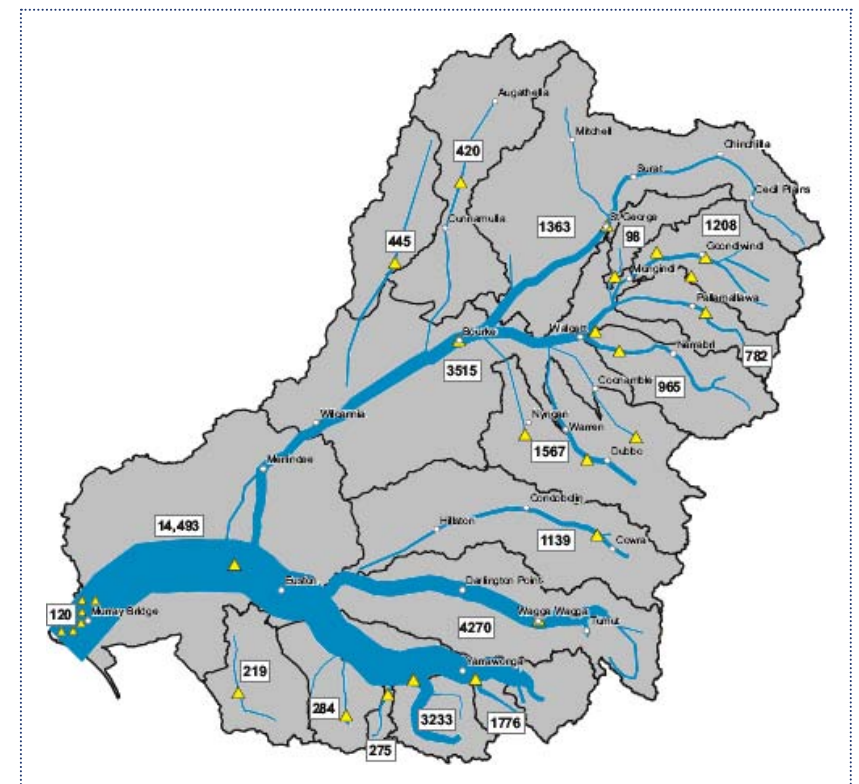 Augathella
Mitchell
Chinchilla
420
Surat
Cecil Plains
Cunnamulla
St George
1208
1363
98
445
Goondiwindi
Mungindi
Pallamallawa
Bourke
Walgett
Narrabri
782
3515
Coonamble
965
Wilcannia
Nyngan
Warren
1567
Dubbo
Menindee
Condobolin
14,493
Hillston
1139
Cowra
Euston
Darlington Point
120
Murray Bridge
Wagga Wagga
4270
Tumut
Yarrawonga
219
284
3233
1776
275